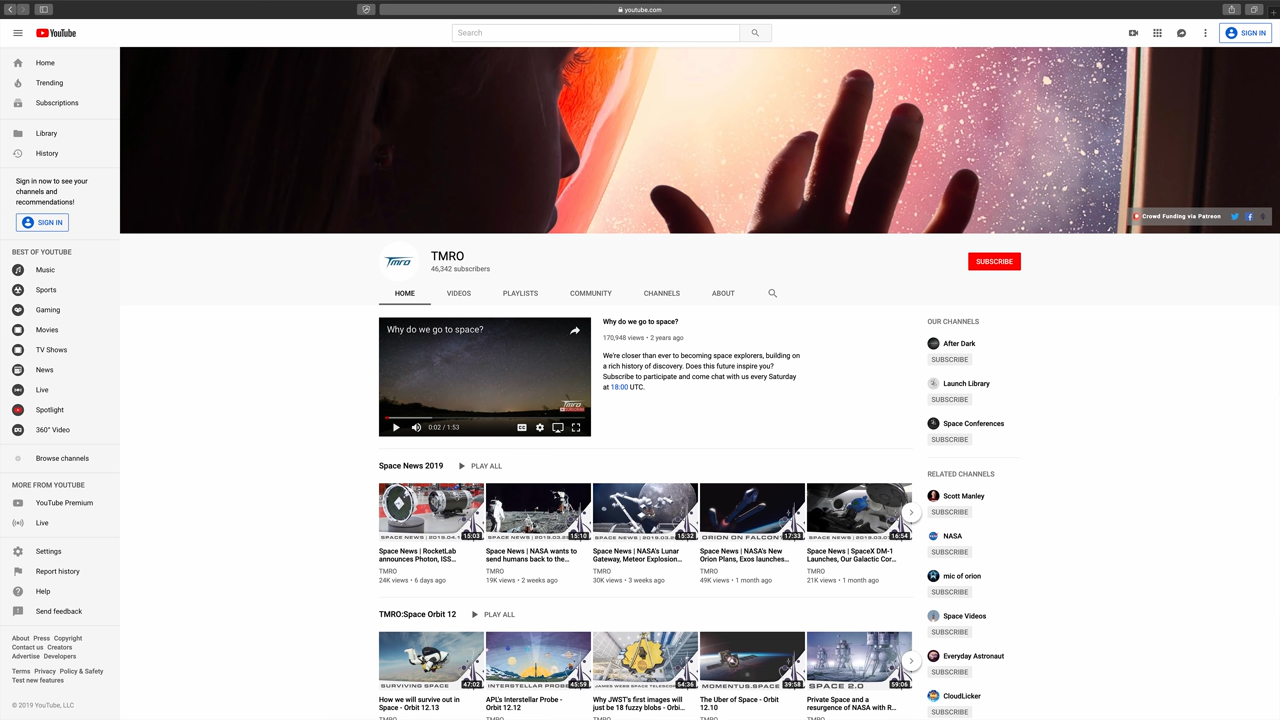 youtube.com
YouTube
Search
SIGN IN
Home
Trending
Subscriptions
Library
History
Sign in now to see your
channels and
recommendations!
SIGN IN
BEST OF YOUTUBE
Music
Sports
Gaming
Movies
TV Shows
News
Live
Spotlight
360° Video
Browse channels
MORE FROM YOUTUBE
YouTube Premium
Live
Settings
Report history
Help
Send feedback
About Press Copyright
Contact us Creators
Advertise Developers
Terms Privacy Policy & Safety
Test new features
© 2019 YouTube, LLC
Crowd Funding via Patreon
TMRO
TMRO
46,342 subscribers
SUBSCRIBE
HOME VIDEOS PLAYLISTS COMMUNITY CHANNELS ABOUT
Why do we go to space?
TMRO
0:02 / 1:53
CC
Why do we go to space?
170,948 views • 2 years ago
We're closer than ever to becoming space explorers, building on
a rich history of discovery. Does this future inspire you?
Subscribe to participate and come chat with us every Saturday
at 18:00 UTC.
Space News 2019 PLAY ALL
15:03
Space News | RocketLab
announces Photon, ISS...
TMRO
24K views • 6 days ago
15:10
Space News | NASA wants to
send humans back to the...
TMRO
19K views • 2 weeks ago
15:32
Space News | NASA's Lunar
Gateway, Meteor Explosion...
TMRO
30K views • 3 weeks ago
ORION ON FALCON
17:33
Space News | NASA's New
Orion Plans, Exos launches...
TMRO
49K views • 1 month ago
16:54
Space News | SpaceX DM-1
Launches, Our Galactic Cor...
TMRO
21K views • 1 month ago
TMRO:Space Orbit 12 PLAY ALL
SURVIVING SPACE
47:02
How we will survive out in
Space - Orbit 12.13
INTERSTELLAR PROBE
45:59
APL's Interstellar Probe -
Orbit 12.12
JAMES WEBB SPACE TELESCOPE
54:36
Why JWST's first images will
just be 18 fuzzy blobs - Orbi...
MOMENTUS.SPACE
39:58
The Uber of Space - Orbit
12.10
SPACE 2.0
59:06
Private Space and a
resurgence of NASA with R...
OUR CHANNELS
After Dark
SUBSCRIBE
Launch Library
SUBSCRIBE
Space Conferences
SUBSCRIBE
RELATED CHANNELS
Scott Manley
SUBSCRIBE
NASA
SUBSCRIBE
mic of orion
SUBSCRIBE
Space Videos
SUBSCRIBE
Everyday Astronaut
SUBSCRIBE
CloudLicker
SUBSCRIBE